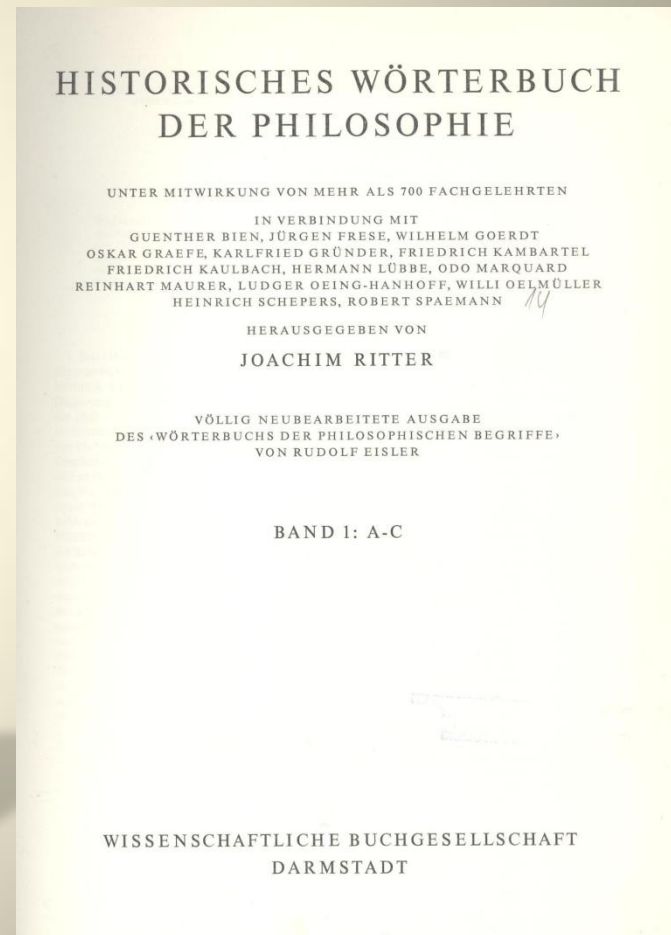 HISTORISCHES WÖRTERBUCH
DER PHILOSOPHIE
UNTER MITWIRKUNG VON MEHR ALS 700 FACHGELEHRTEN
IN VERBINDUNG MIT
GUENTHER BIEN, JÜRGEN FRESE, WILHELM GOERDT
OSKAR GRAEFE, KARLFRIED GRÜNDER, FRIEDRICH KAMBARTEL
FRIEDRICH KAULBACH, HERMANN LÜBBE, ODO MARQUARD
REINHART MAURER, LUDGER OEING-HANHOFF, WILLI OELMÜLLER
HEINRICH SCHEPERS, ROBERT SPAEMANN
14
HERAUSGEGEBEN VON
JOACHIM RITTER
VÖLLIG NEUBEARBEITETE AUSGABE
DES ‹WÖRTERBUCHS DER PHILOSOPHISCHEN BEGRIFFE›
VON RUDOLF EISLER
BAND 1: A-C
WISSENSCHAFTLICHE BUCHGESELLSCHAFT
DARMSTADT